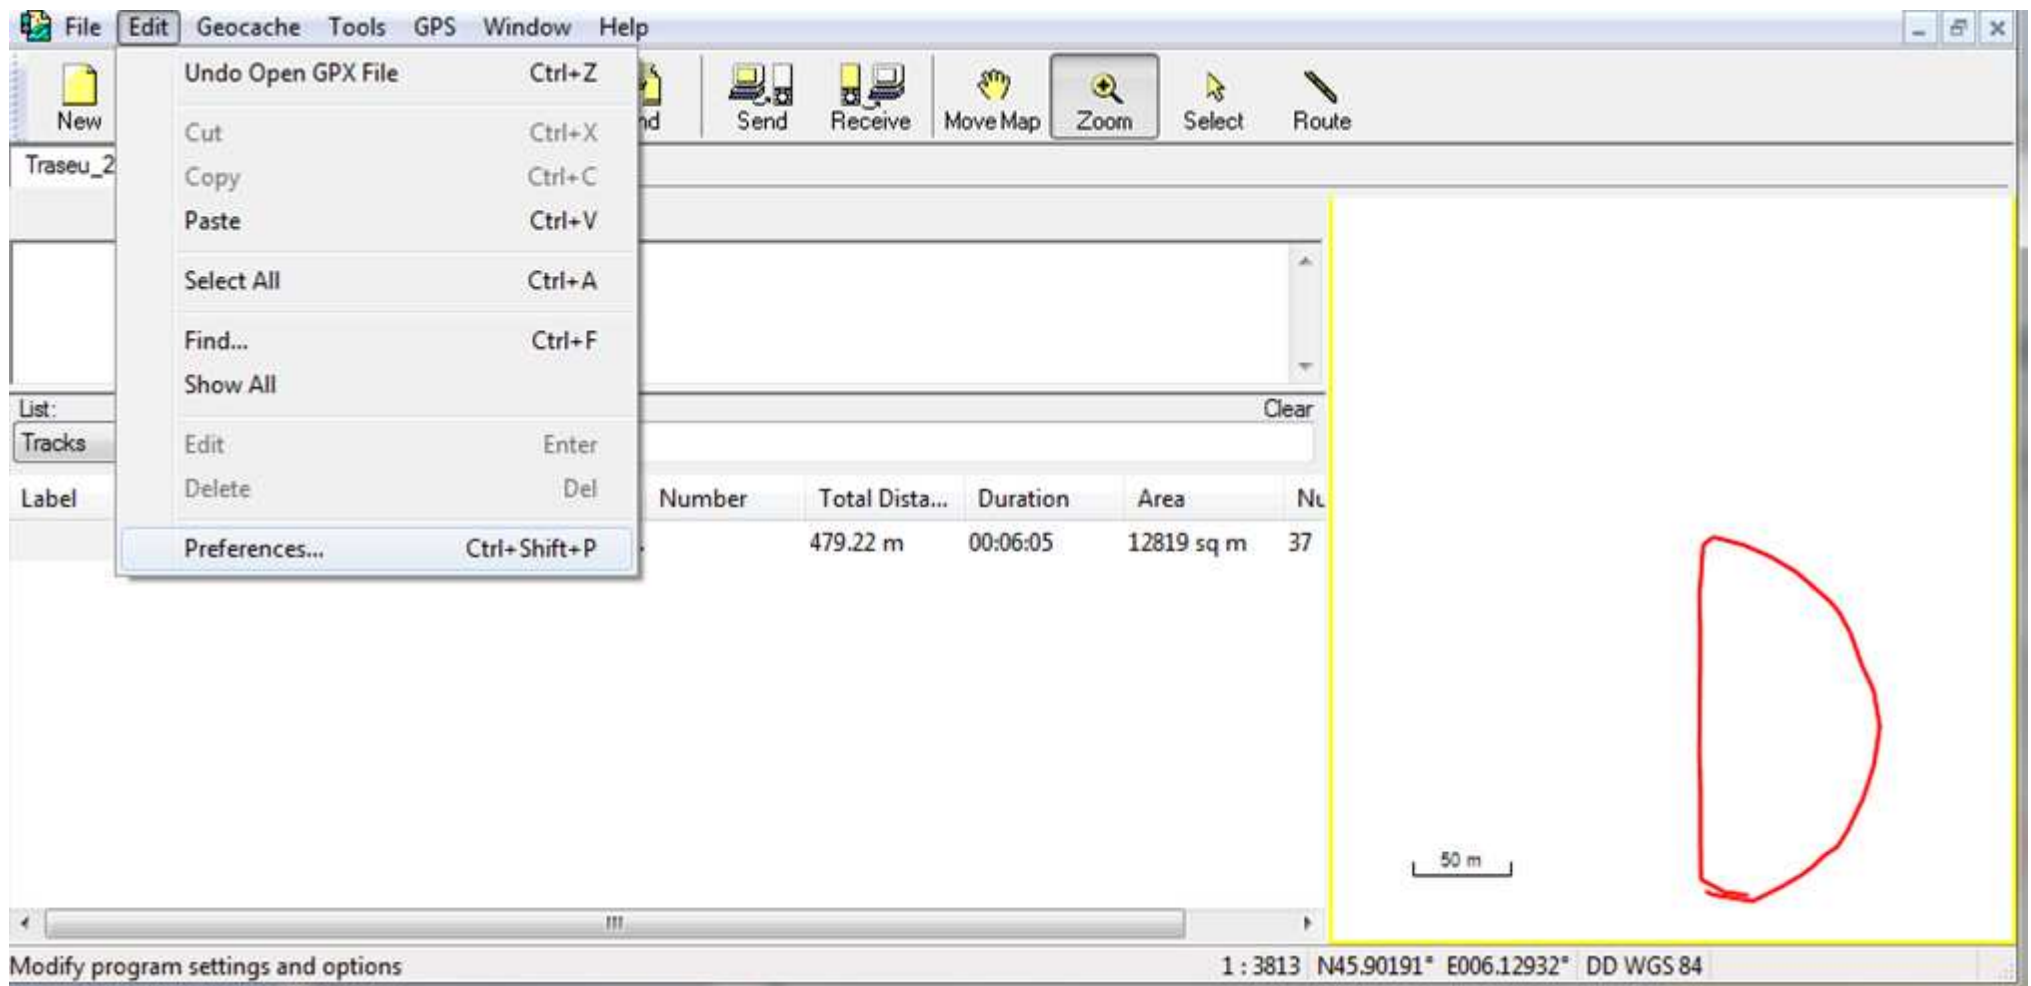 File Edit Geocache Tools GPS Window Help
Undo Open GPX File Ctrl+Z
New Send Receive Move Map Zoom Select Route
Cut Ctrl+X
Traseu_2
Copy Ctrl+C
Paste Ctrl+V
Select All Ctrl+A
Find... Ctrl+F
Show All
List: Clear
Tracks
Edit Enter
Delete Del
Label Number Total Dista... Duration Area Nu
Preferences... Ctrl+Shift+P
479.22 m 00:06:05 12819 sq m 37
50 m
Modify program settings and options 1 : 3813 N45.90191° E006.12932° DD WGS 84